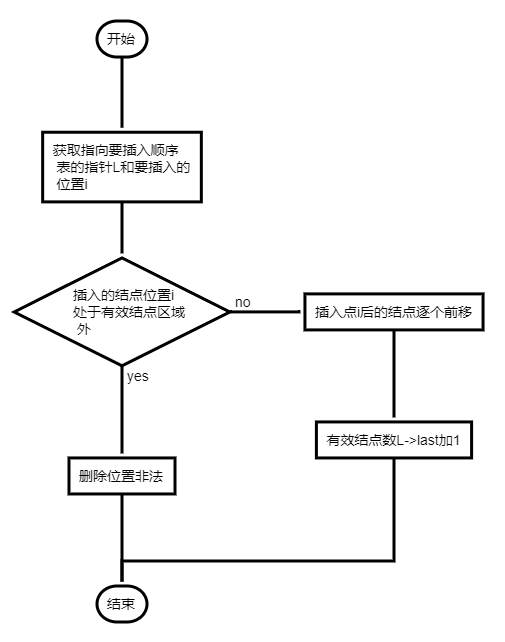 开始
获取指向要插入顺序
表的指针L和要插入的
位置i
插入的结点位置i
处于有效结点区域
外
no
插入点i后的结点逐个前移
yes
有效结点数L->last加1
删除位置非法
结束